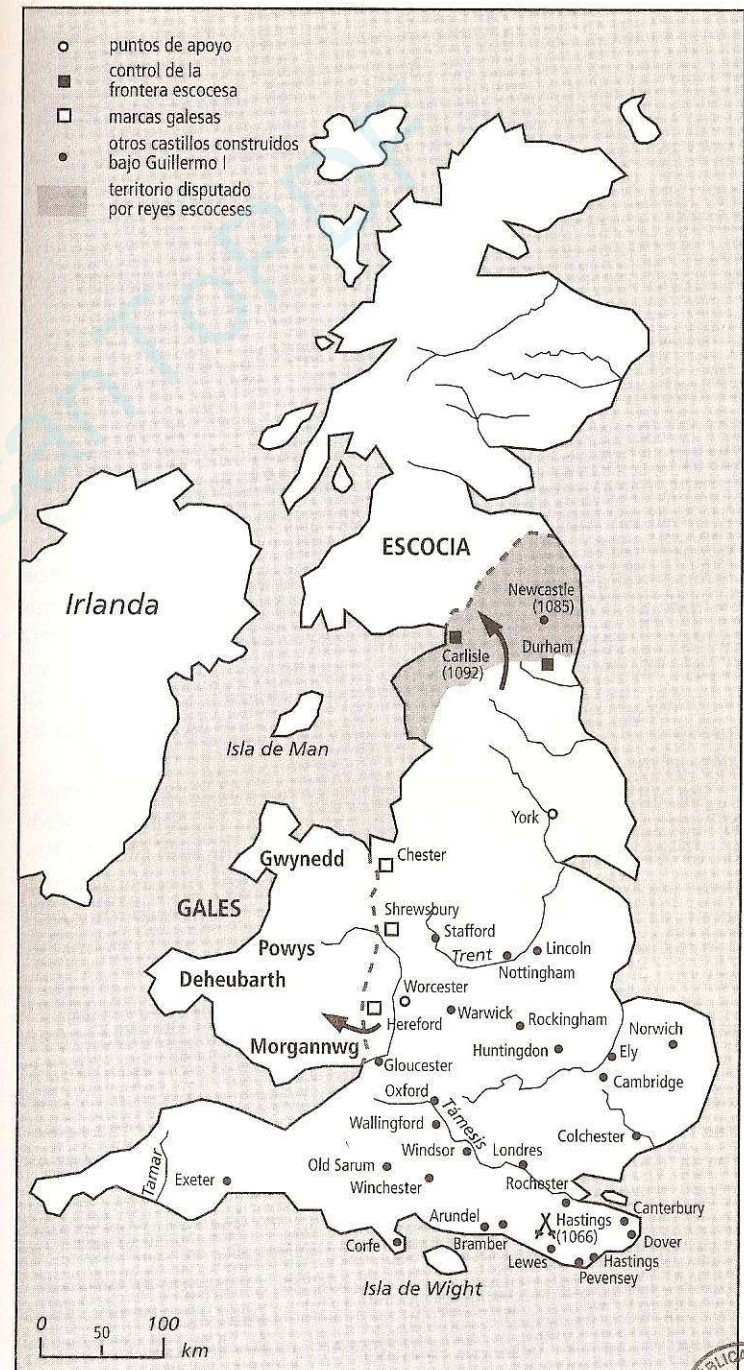 puntos de apoyo
control de la
frontera escocesa
marcas galesas
otros castillos construidos
bajo Guillermo I
territorio disputado
por reyes escoceses
ESCOCIA
Irlanda
Newcastle
(1085)
Carlisle
(1092)
Durham
Isla de Man
York
Gwynedd
Chester
GALES
Shrewsbury
Stafford
Powys
Trent
Lincoln
Nottingham
Deheubarth
Worcester
Warwick
Rockingham
Norwich
Hereford
Morgannwg
Huntingdon
Ely
Gloucester
Cambridge
Oxford
Wallingford
Támesis
Colchester
Windsor
Londres
Old Sarum
Tamar
Exeter
Winchester
Rochester
Arundel
Hastings
(1066)
Canterbury
Corfe
Bramber
Dover
Lewes
Hastings
Pevensey
Isla de Wight
0 50 100
km